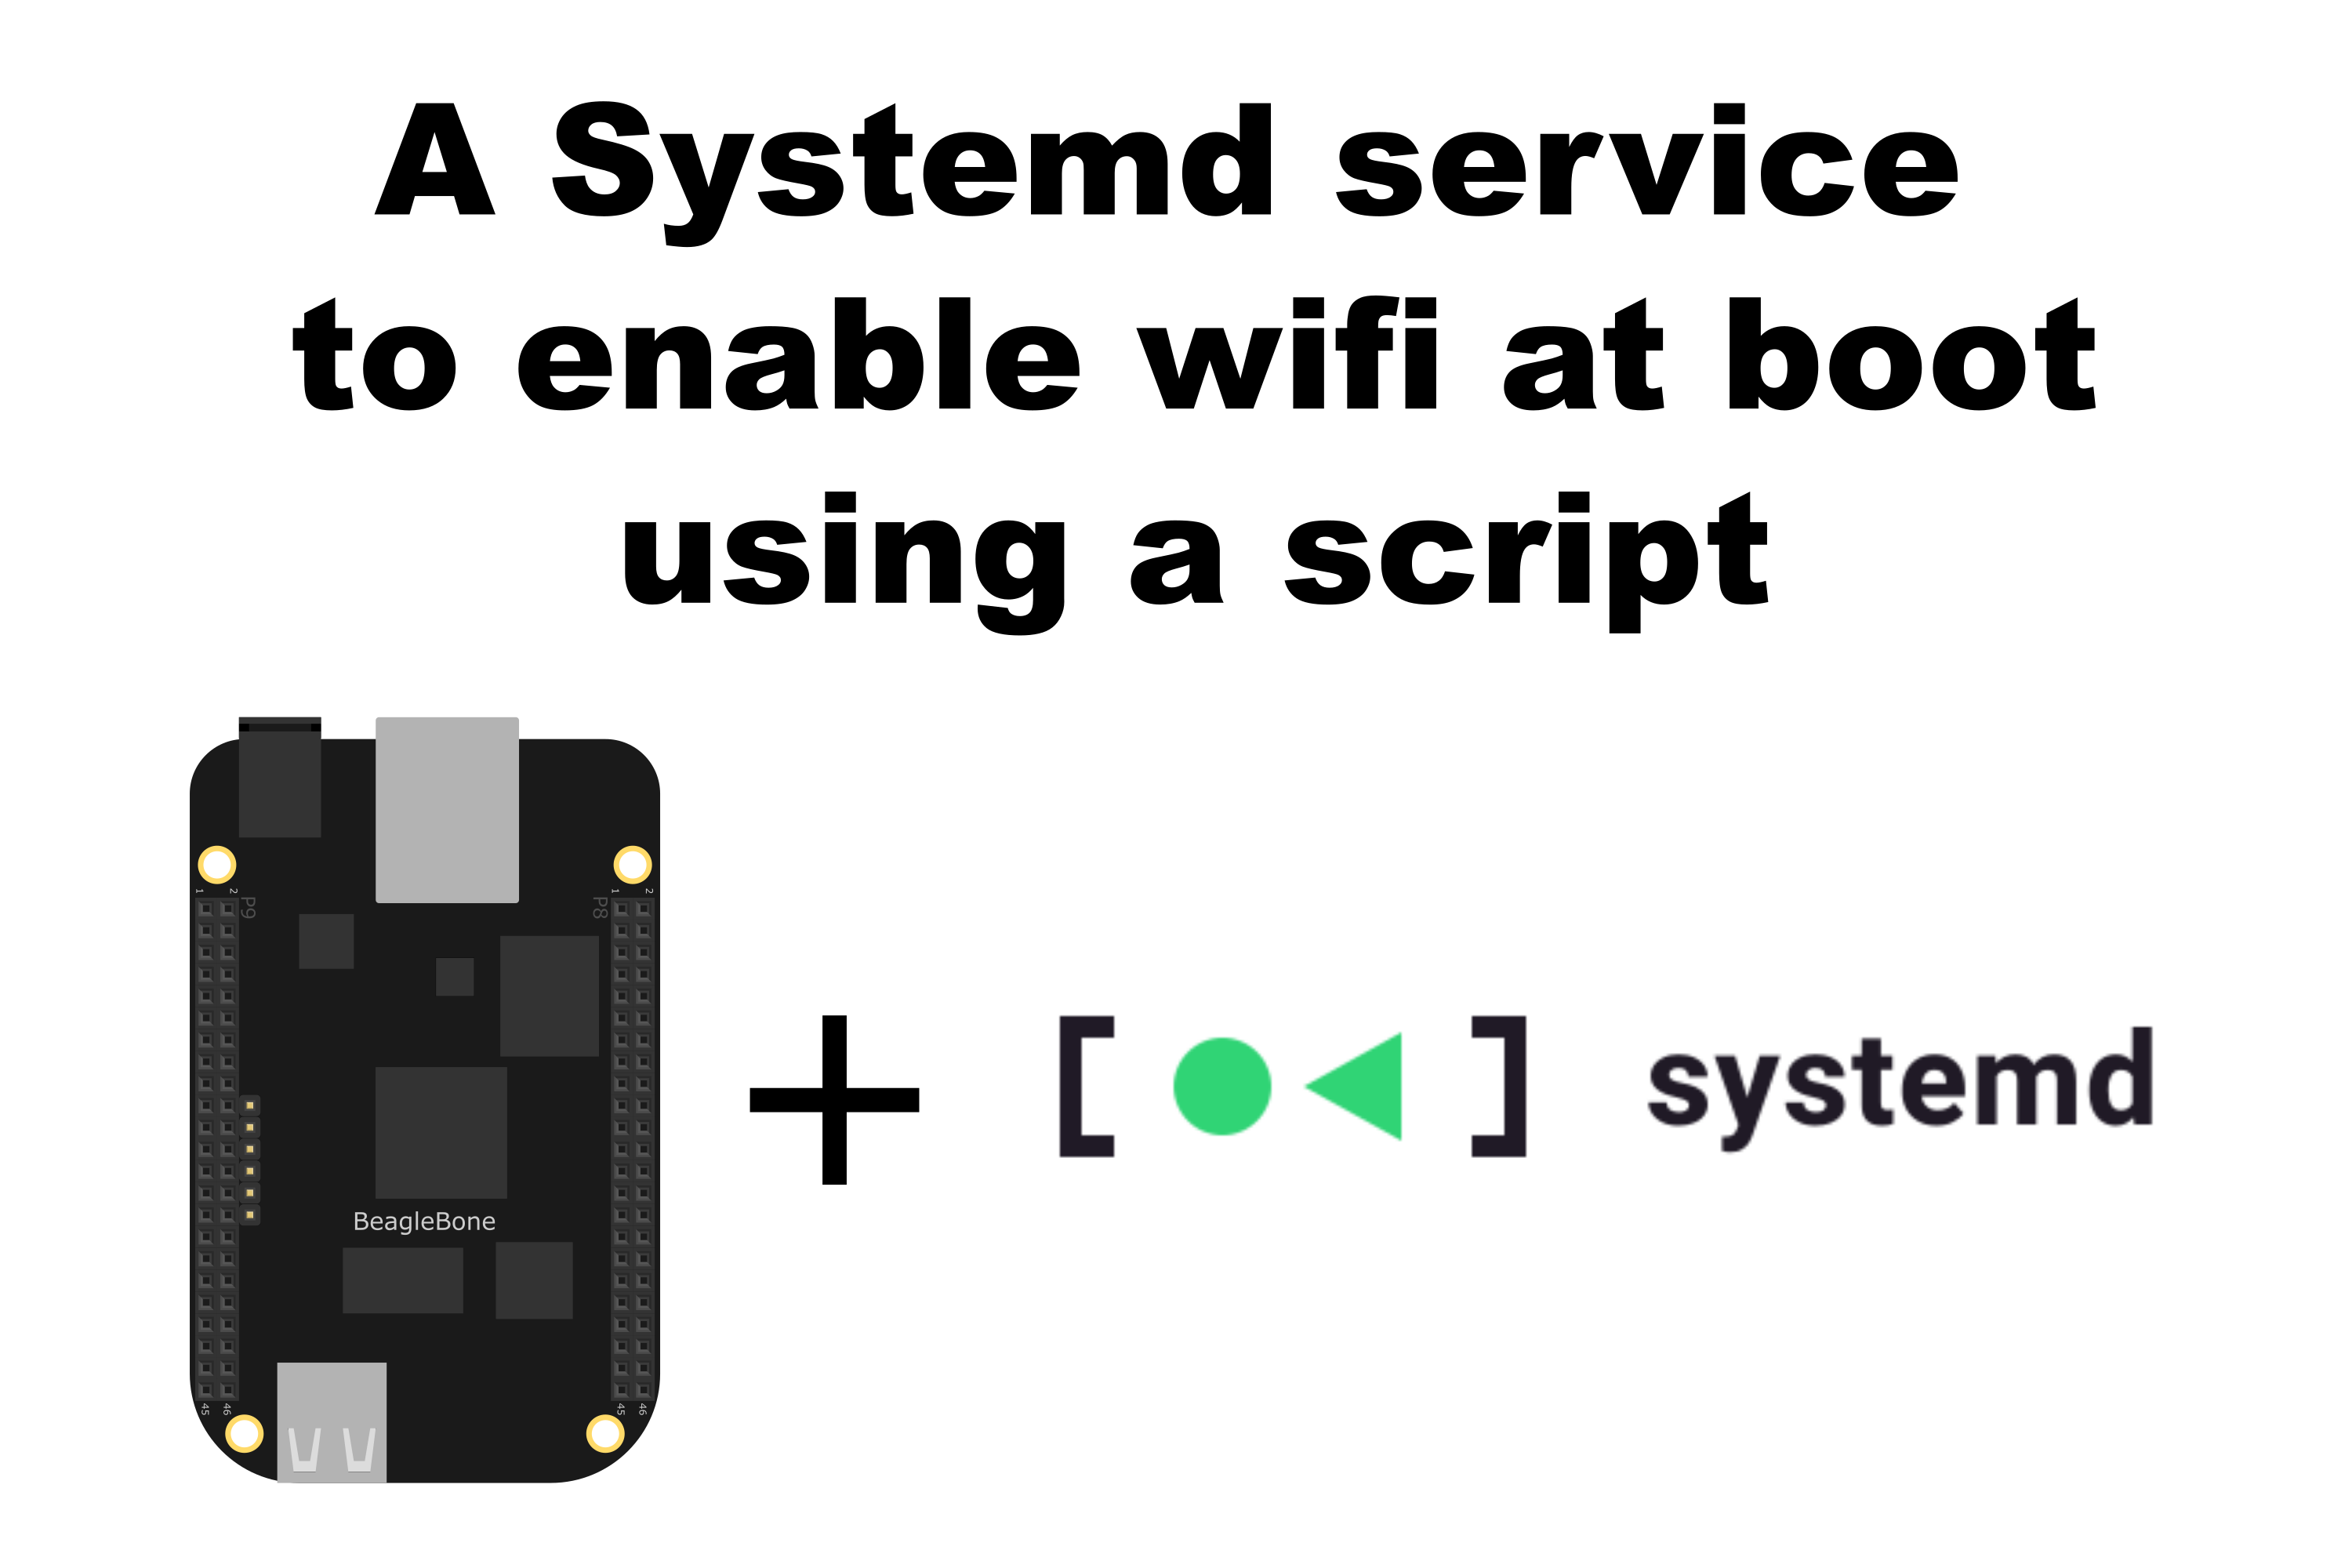 A Systemd service
to enable wifi at boot
using a script
1 2
P9
P8
1 2
BeagleBone
45 46
45 46
systemd